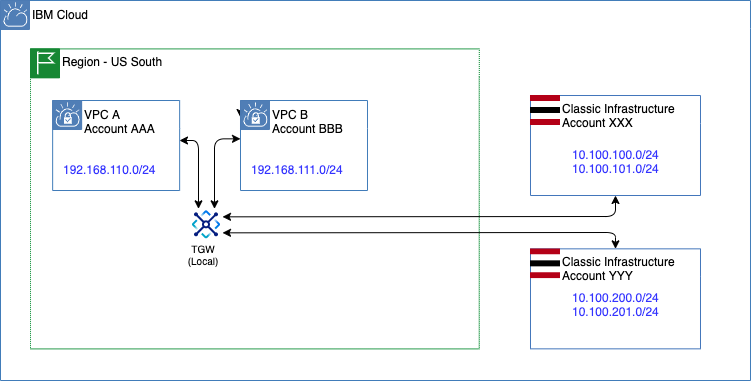 IBM Cloud
Region - US South
VPC A
Account AAA
192.168.110.0/24
VPC B
Account BBB
192.168.111.0/24
TGW
(Local)
Classic Infrastructure
Account XXX
10.100.100.0/24
10.100.101.0/24
Classic Infrastructure
Account YYY
10.100.200.0/24
10.100.201.0/24